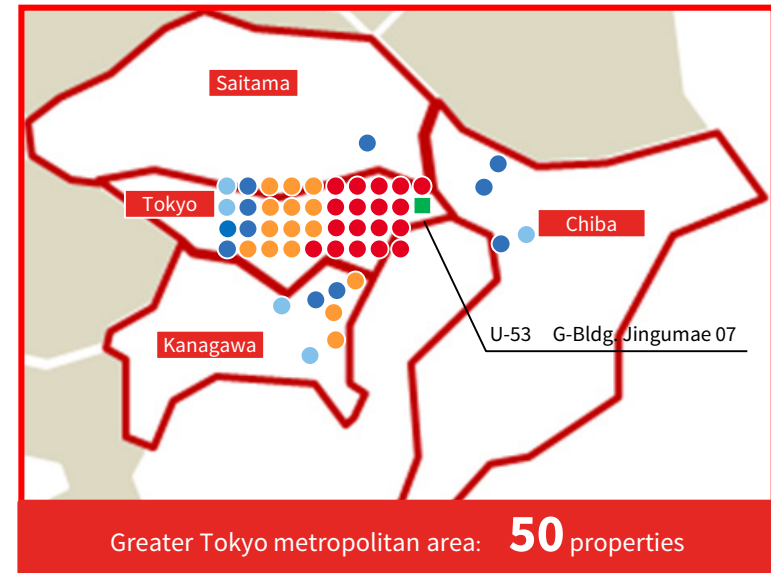 Saitama
Tokyo
Chiba
U-53 G-Bldg. Jingumae 07
Kanagawa
Greater Tokyo metropolitan area: 50 properties